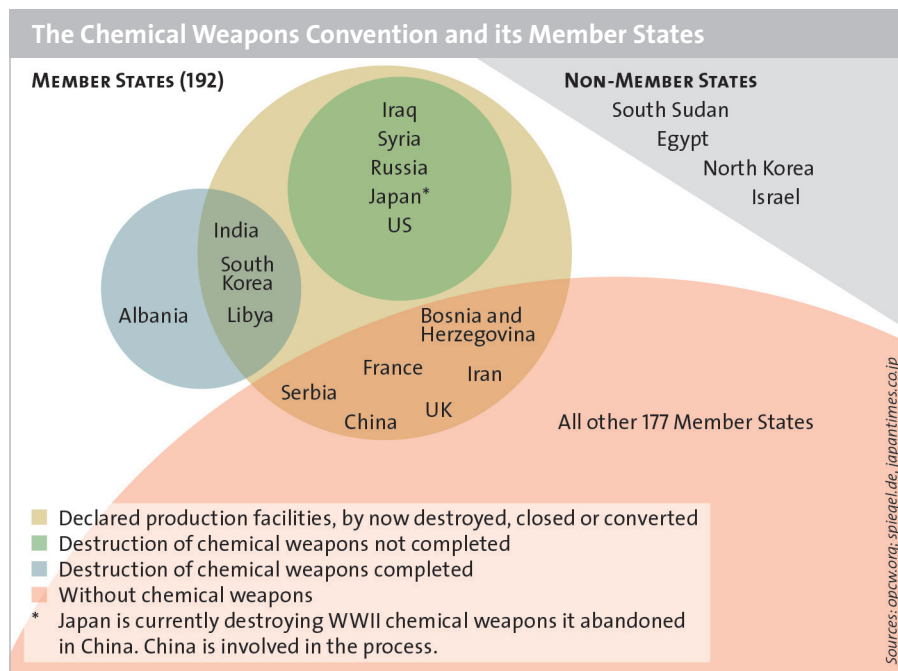 The Chemical Weapons Convention and its Member States
MEMBER STATES (192)
NON-MEMBER STATES
South Sudan
Egypt
North Korea
Israel
Iraq
Syria
Russia
Japan*
US
India
South
Korea
Libya
Albania
Bosnia and
Herzegovina
France
Iran
Serbia
UK
China
All other 177 Member States
Declared production facilities, by now destroyed, closed or converted
Destruction of chemical weapons not completed
Destruction of chemical weapons completed
Without chemical weapons
* Japan is currently destroying WWII chemical weapons it abandoned
in China. China is involved in the process.
Sources: opcw.org; spiegel.de, japantimes.co.jp